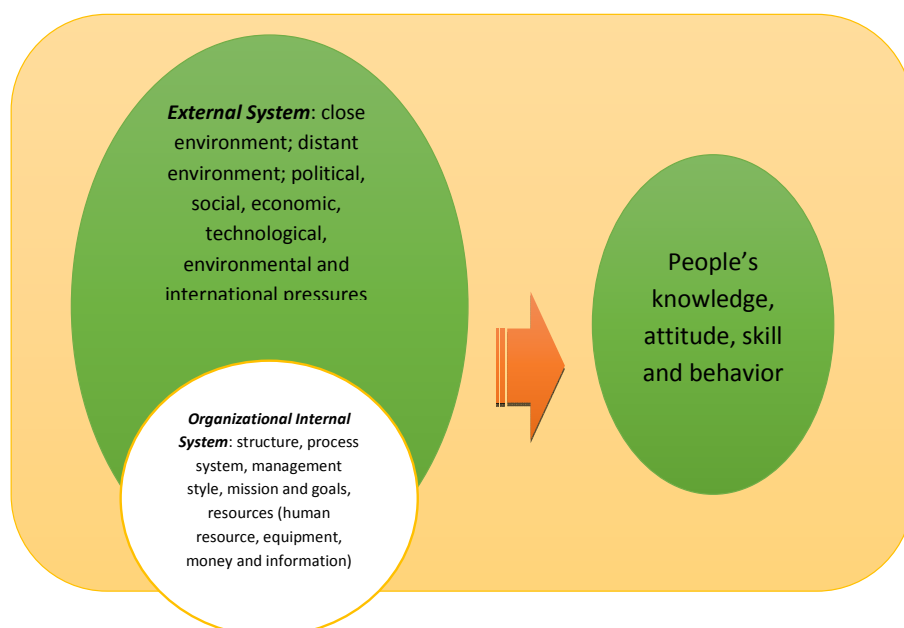 External System: close
environment; distant
environment; political,
social, economic,
technological,
environmental and
international pressures
Organizational Internal
System: structure, process
system, management
style, mission and goals,
resources (human
resource, equipment,
money and information)
People’s
knowledge,
attitude, skill
and behavior